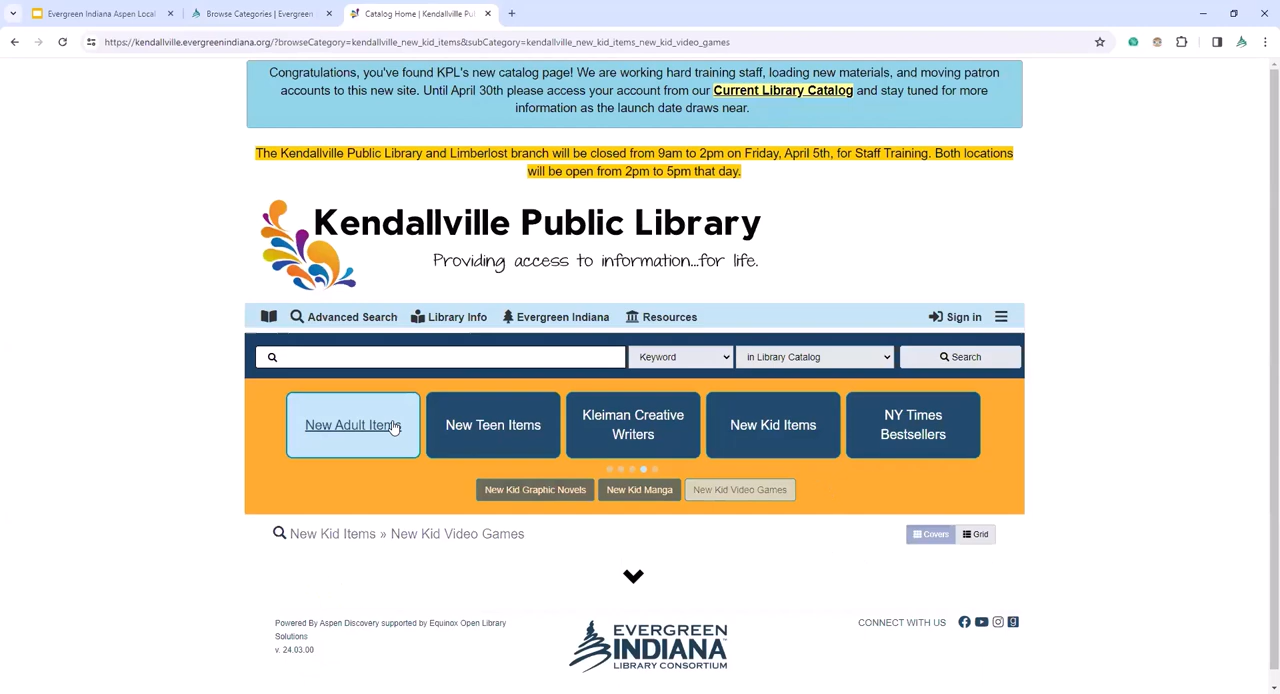 Evergreen Indiana Aspen Local
Browse Categories | Evergreen
Catalog Home | Kendallville Pu
https://kendallville.evergreenindiana.org/?browseCategory=kendallville_new_kid_items&subCategory=kendallville_new_kid_items_new_kid_video_games
Congratulations, you've found KPL's new catalog page! We are working hard training staff, loading new materials, and moving patron
accounts to this new site. Until April 30th please access your account from our Current Library Catalog and stay tuned for more
information as the launch date draws near.
The Kendallville Public Library and Limberlost branch will be closed from 9am to 2pm on Friday, April 5th, for Staff Training. Both locations
will be open from 2pm to 5pm that day.
Kendallville Public Library
Providing access to information...for life.
Advanced Search Library Info Evergreen Indiana Resources Sign in
Keyword in Library Catalog Search
New Adult Items
New Teen Items
Kleiman Creative
Writers
New Kid Items
NY Times
Bestsellers
New Kid Graphic Novels New Kid Manga New Kid Video Games
New Kid Items » New Kid Video Games Covers Grid
Powered By Aspen Discovery supported by Equinox Open Library
Solutions
v. 24.03.00
EVERGREEN
INDIANA
LIBRARY CONSORTIUM
CONNECT WITH US